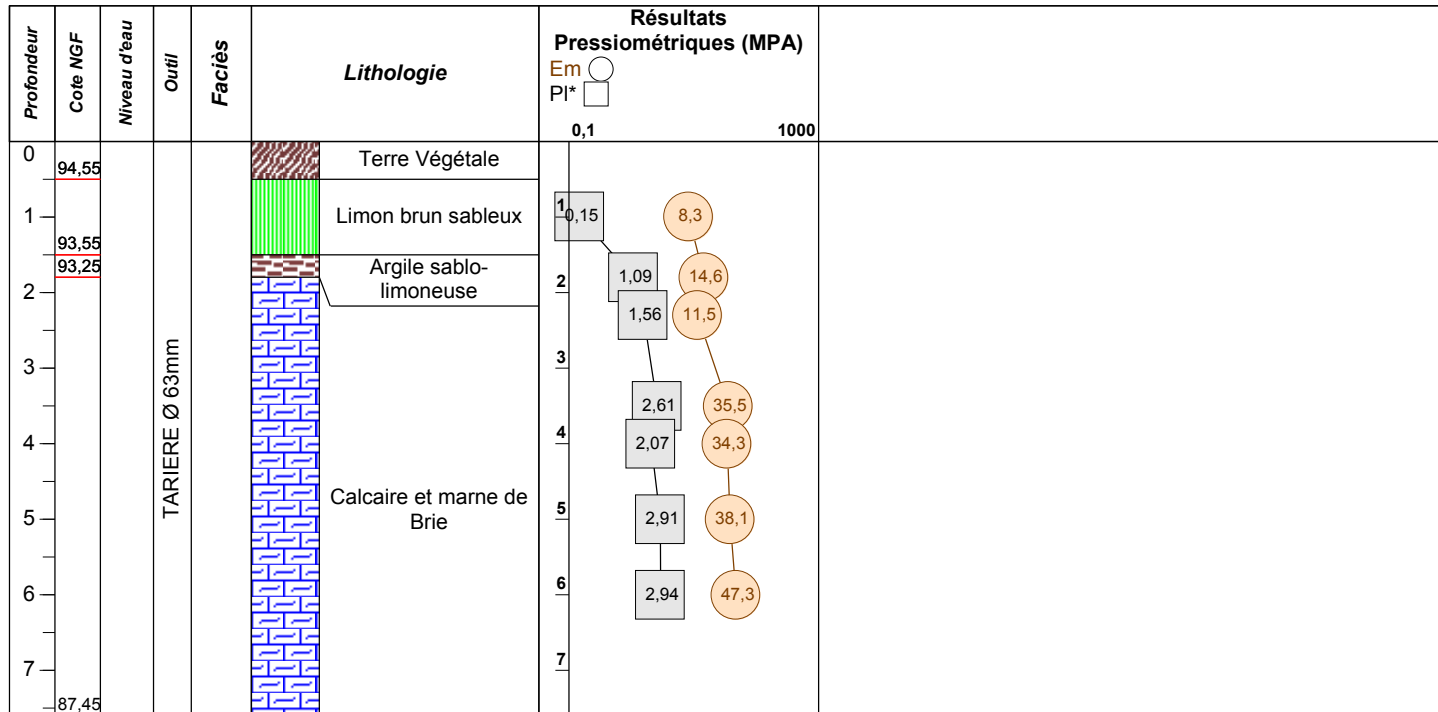 Profondeur
Cote NGF
Niveau d'eau
Outil
Faciès
Lithologie
Résultats
Pressiométriques (MPA)
Em
Pl*
0,1 1000
0
1
2
3
4
5
6
7
94,55
93,55
93,25
87,45
TARIERE Ø 63mm
Terre Végétale
Limon brun sableux
Argile sablo-
limoneuse
Calcaire et marne de
Brie
1
2
3
4
5
6
7
0,15 8,3
1,09 14,6
1,56 11,5
2,61 35,5
2,07 34,3
2,91 38,1
2,94 47,3